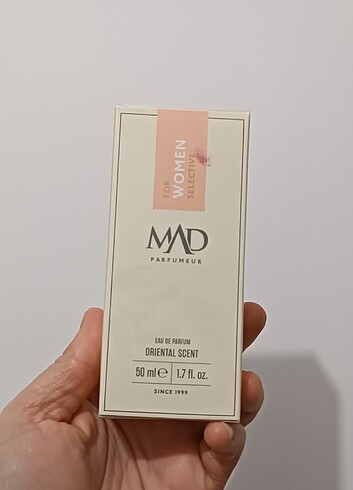 FOR
WOMEN
SELECTIVE
MAD
PARFUMEUR
EAU DE PARFUM
ORIENTAL SCENT
50 ml e 1.7 fl. oz.
SINCE 1999